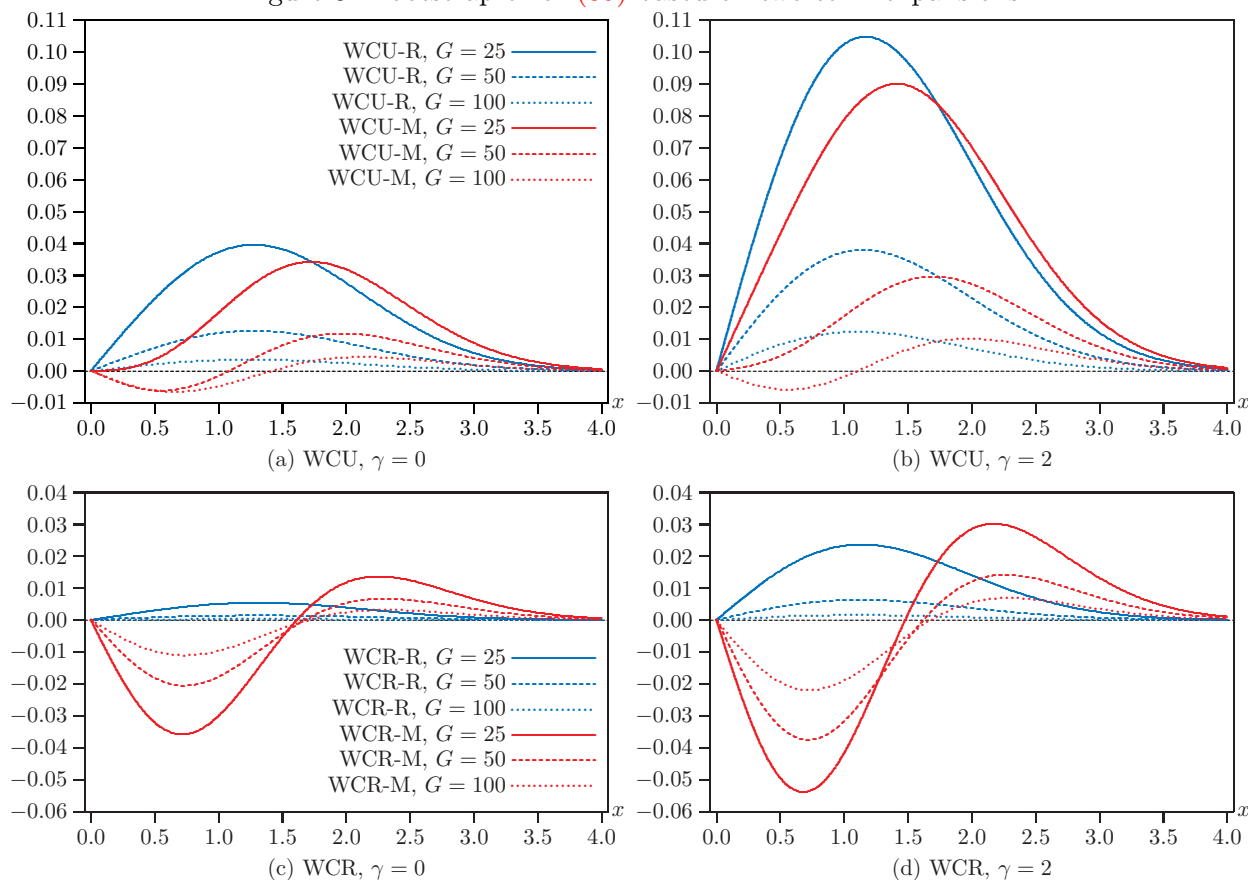 0.11
0.10
0.09
0.08
0.07
0.06
0.05
0.04
0.03
0.02
0.01
0.00
−0.01
WCU-R, G = 25
WCU-R, G = 50
WCU-R, G = 100
WCU-M, G = 25
WCU-M, G = 50
WCU-M, G = 100
x
0.0 0.5 1.0 1.5 2.0 2.5 3.0 3.5 4.0
(a) WCU, γ = 0
0.11
0.10
0.09
0.08
0.07
0.06
0.05
0.04
0.03
0.02
0.01
0.00
−0.01
x
0.0 0.5 1.0 1.5 2.0 2.5 3.0 3.5 4.0
(b) WCU, γ = 2
0.04
0.03
0.02
0.01
0.00
−0.01
−0.02
−0.03
−0.04
−0.05
−0.06
WCR-R, G = 25
WCR-R, G = 50
WCR-R, G = 100
WCR-M, G = 25
WCR-M, G = 50
WCR-M, G = 100
x
0.0 0.5 1.0 1.5 2.0 2.5 3.0 3.5 4.0
(c) WCR, γ = 0
0.04
0.03
0.02
0.01
0.00
−0.01
−0.02
−0.03
−0.04
−0.05
−0.06
x
0.0 0.5 1.0 1.5 2.0 2.5 3.0 3.5 4.0
(d) WCR, γ = 2